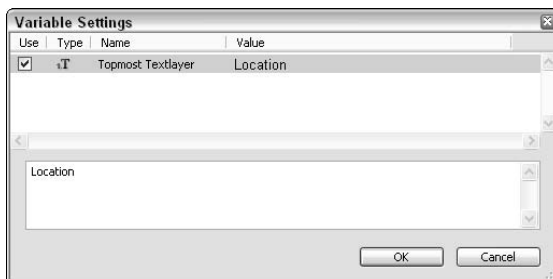 Variable Settings
Use Type Name Value
T Topmost Textlayer Location
Location
OK Cancel